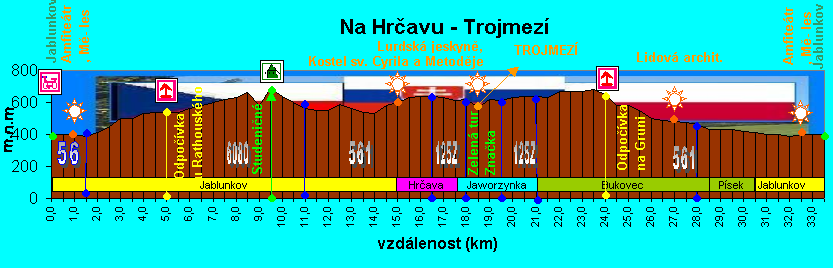 Na Hrčavu - Trojmezí
Jablunkov
Amfiteátr
Lurdská jeskyně,
Kostel sv. Cyrila a Metoděje
TROJMEZÍ
Lidová archit.
Amfiteátr
Jablunkov
m n.m.
800
600
400
200
0
56
Odpočívka
u Rathouského
6080
Studeničné
561
1252
Zelená tur.
Značka
1252
Odpočívka
na Gruni
561
Jablunkov
Hrčava
Jaworzynka
Bukovec
Písek
Jablunkov
0,0 1,0 2,0 3,0 4,0 5,0 6,0 7,0 8,0 9,0 10,0 11,0 12,0 13,0 14,0 15,0 16,0 17,0 18,0 19,0 20,0 21,0 22,0 23,0 24,0 25,0 26,0 27,0 28,0 29,0 30,0 31,0 32,0 33,0
vzdálenost (km)